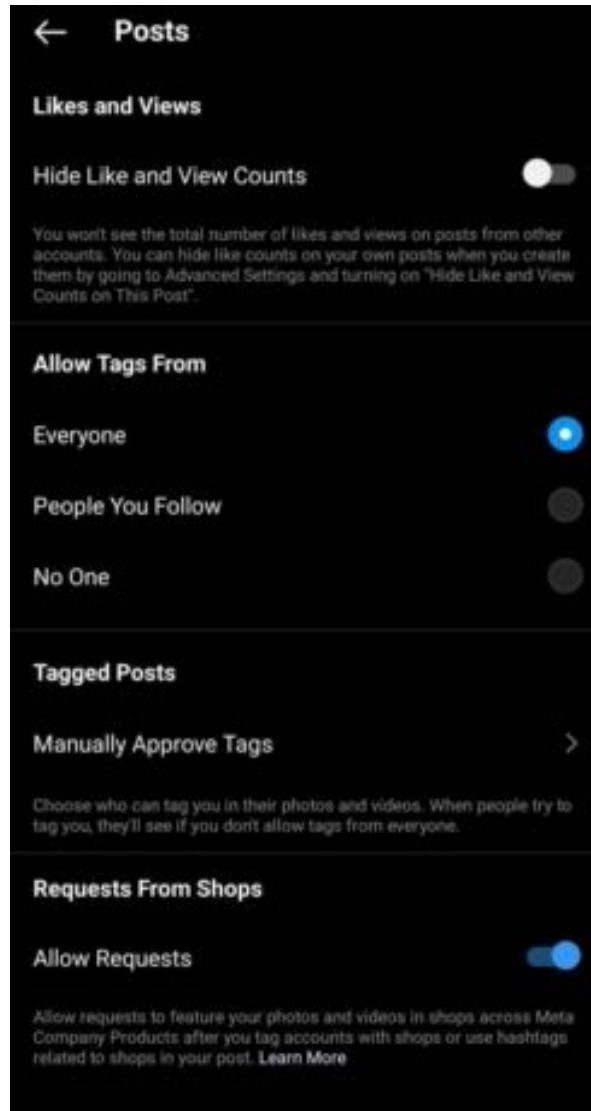 Posts
Likes and Views
Hide Like and View Counts
You won't see the total number of likes and views on posts from other
accounts. You can hide like counts on your own posts when you create
them by going to Advanced Settings and turning on "Hide Like and View
Counts on This Post".
Allow Tags From
Everyone
People You Follow
No One
Tagged Posts
Manually Approve Tags
Choose who can tag you in their photos and videos. When people try to
tag you, they'll see if you don't allow tags from everyone.
Requests From Shops
Allow Requests
Allow requests to feature your photos and videos in shops across Meta
Company Products after you tag accounts with shops or use hashtags
related to shops in your post. Learn More